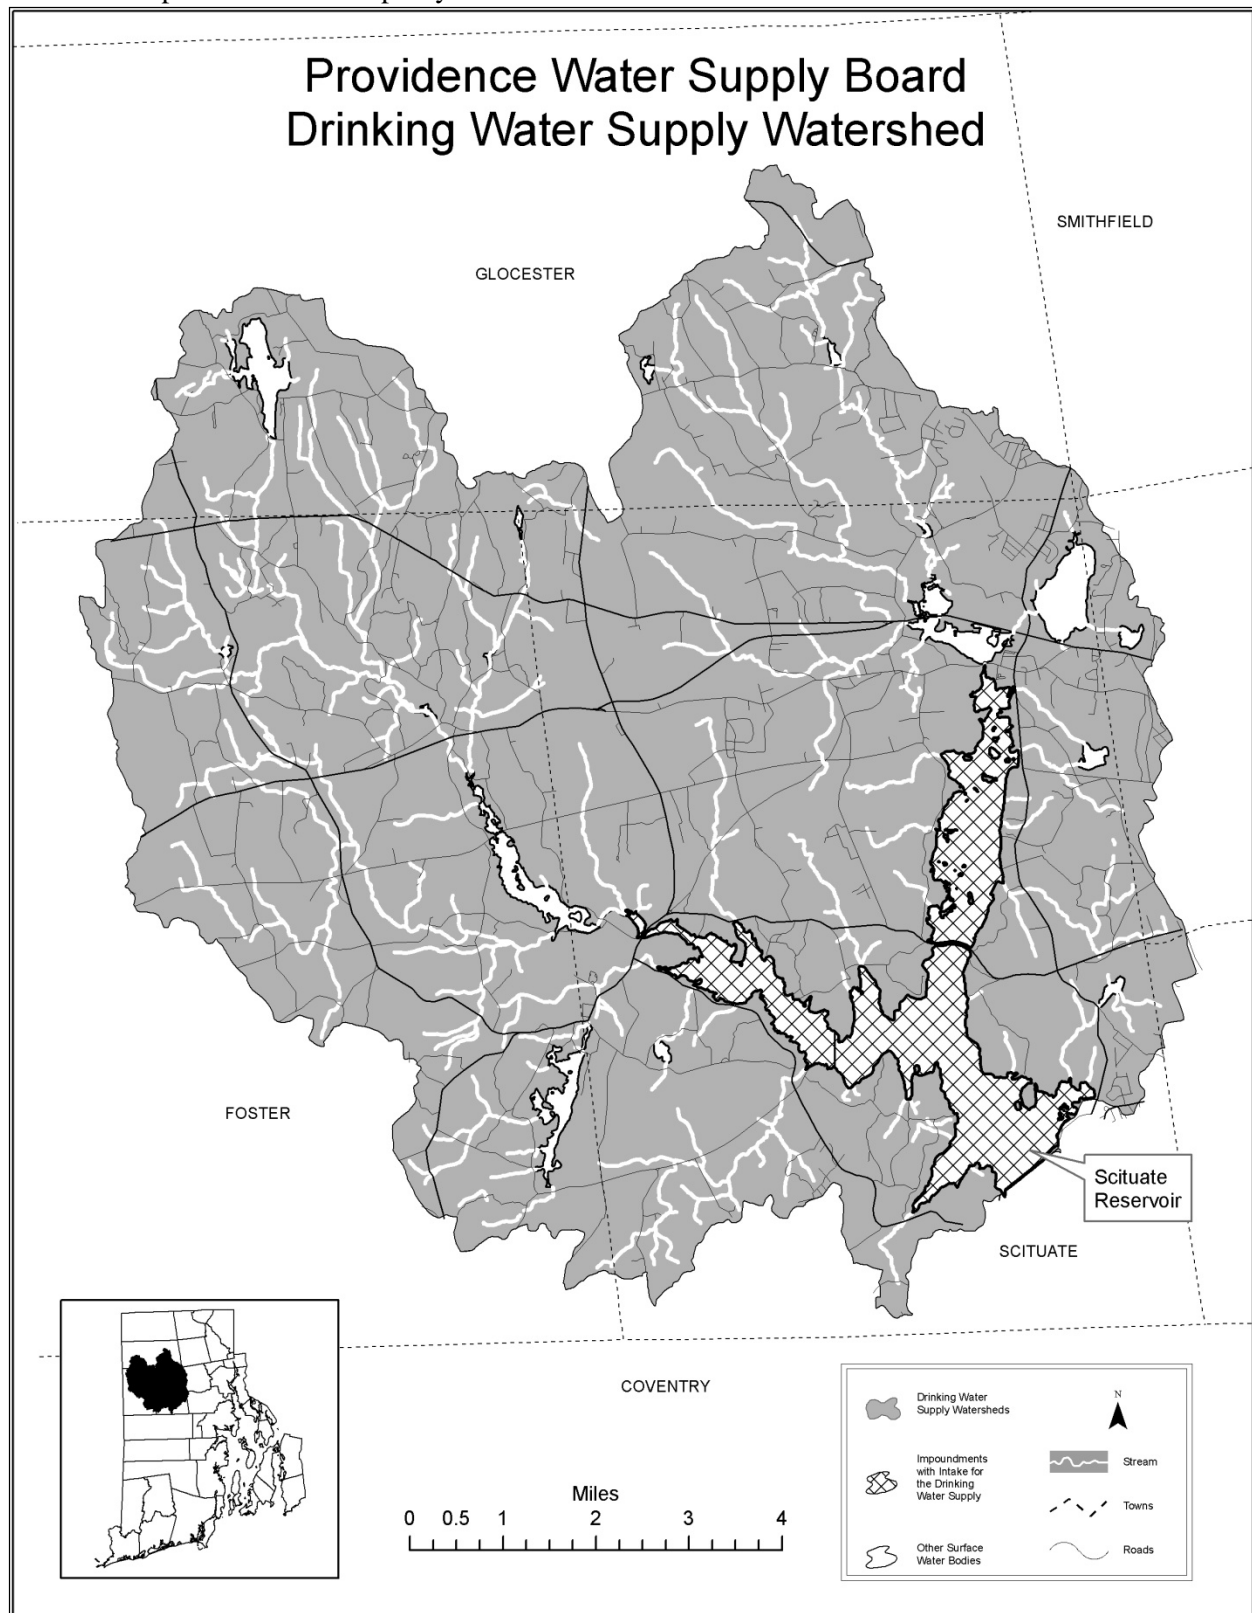 Providence Water Supply Board
Drinking Water Supply Watershed
SMITHFIELD
GLOCESTER
FOSTER
Scituate
Reservoir
SCITUATE
COVENTRY
Miles
0 0.5 1 2 3 4
Drinking Water
Supply Watersheds
N
Impoundments
with Intake for
the Drinking
Water Supply
Stream
Towns
Other Surface
Water Bodies
Roads